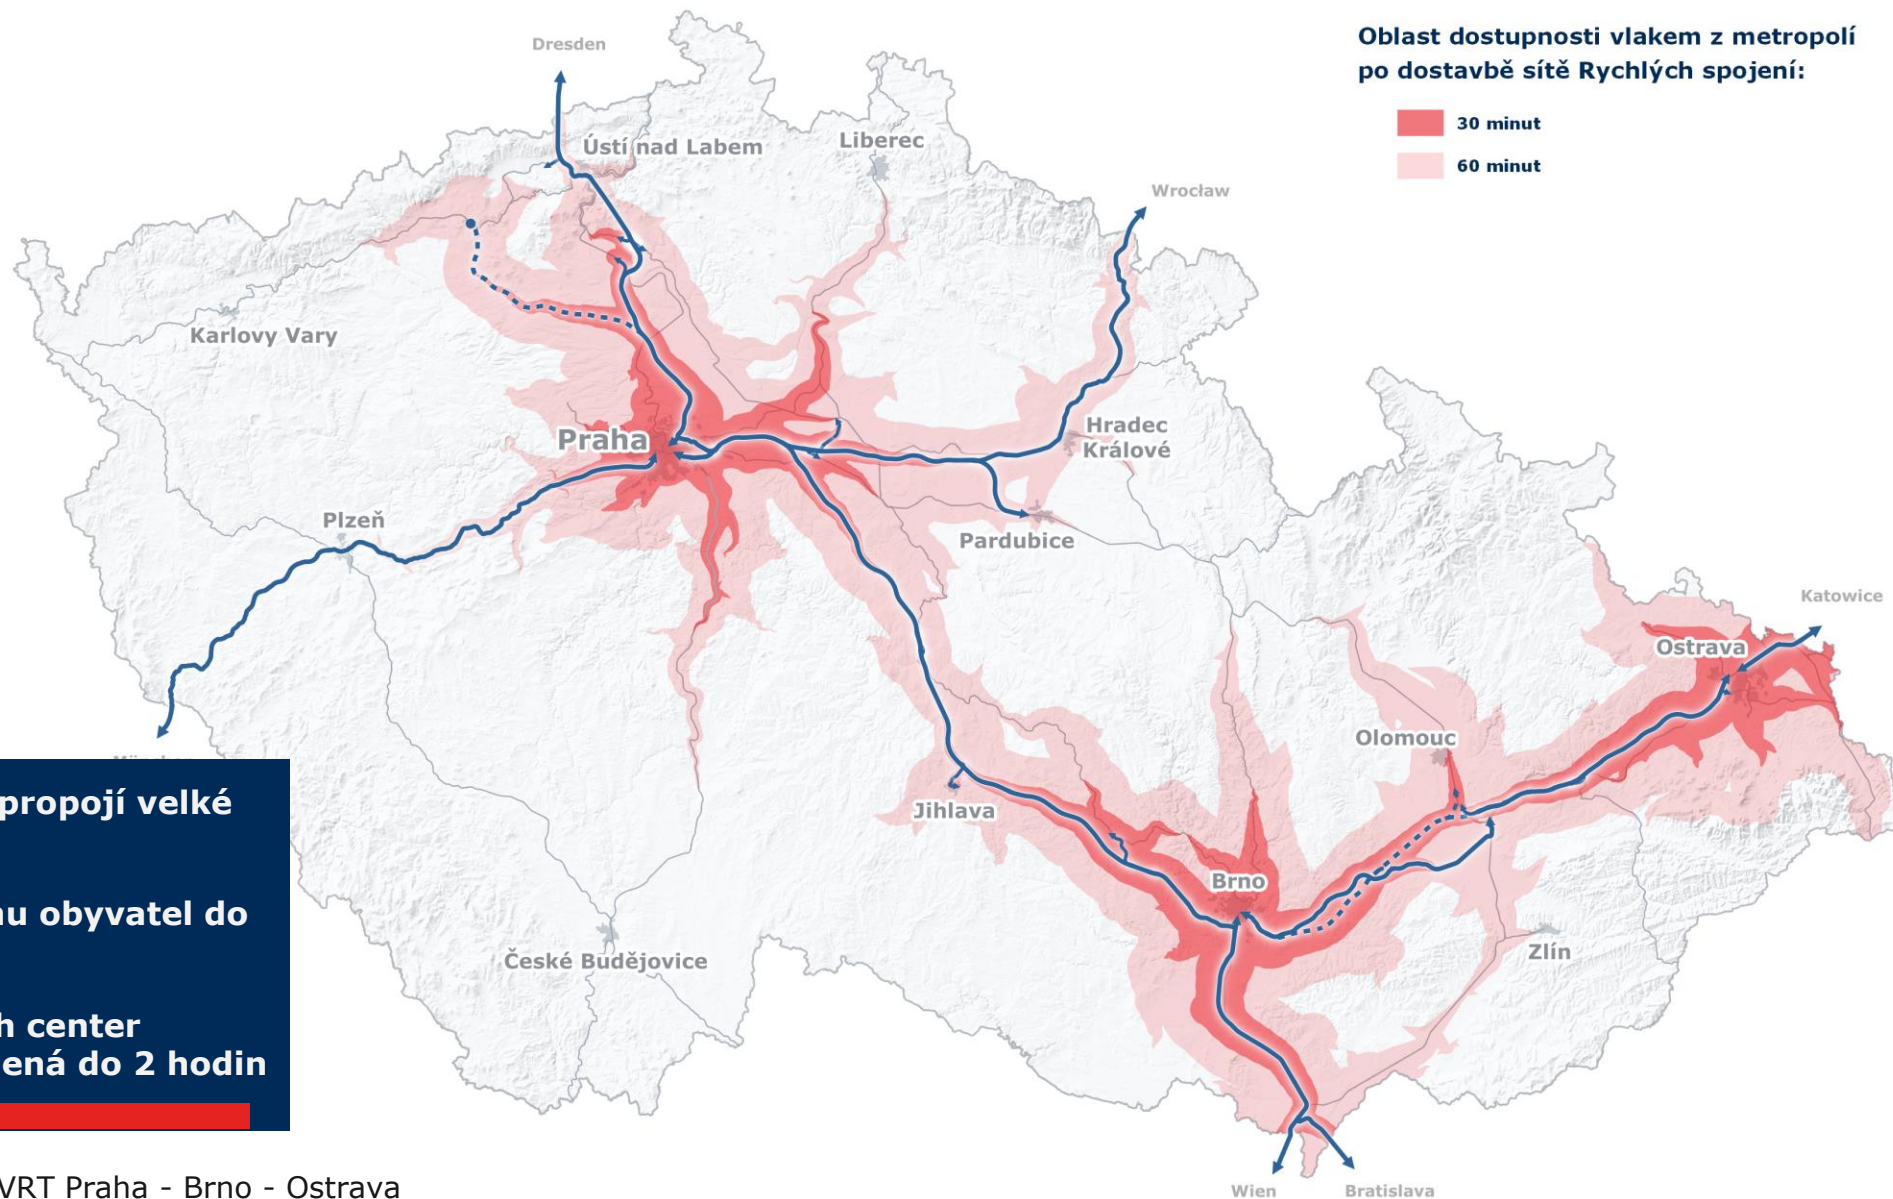 Oblast dostupnosti vlakem z metropolí
po dostavbě sítě Rychlých spojení:
30 minut
60 minut
Dresden
Ústí nad Labem
Liberec
Wrocław
Karlovy Vary
Praha
Hradec
Králové
Plzeň
Pardubice
Katowice
Ostrava
Olomouc
Jihlava
Brno
Zlín
České Budějovice
Wien
Bratislava
propojí velké
obyvatel do
center
do 2 hodin
VRT Praha - Brno - Ostrava